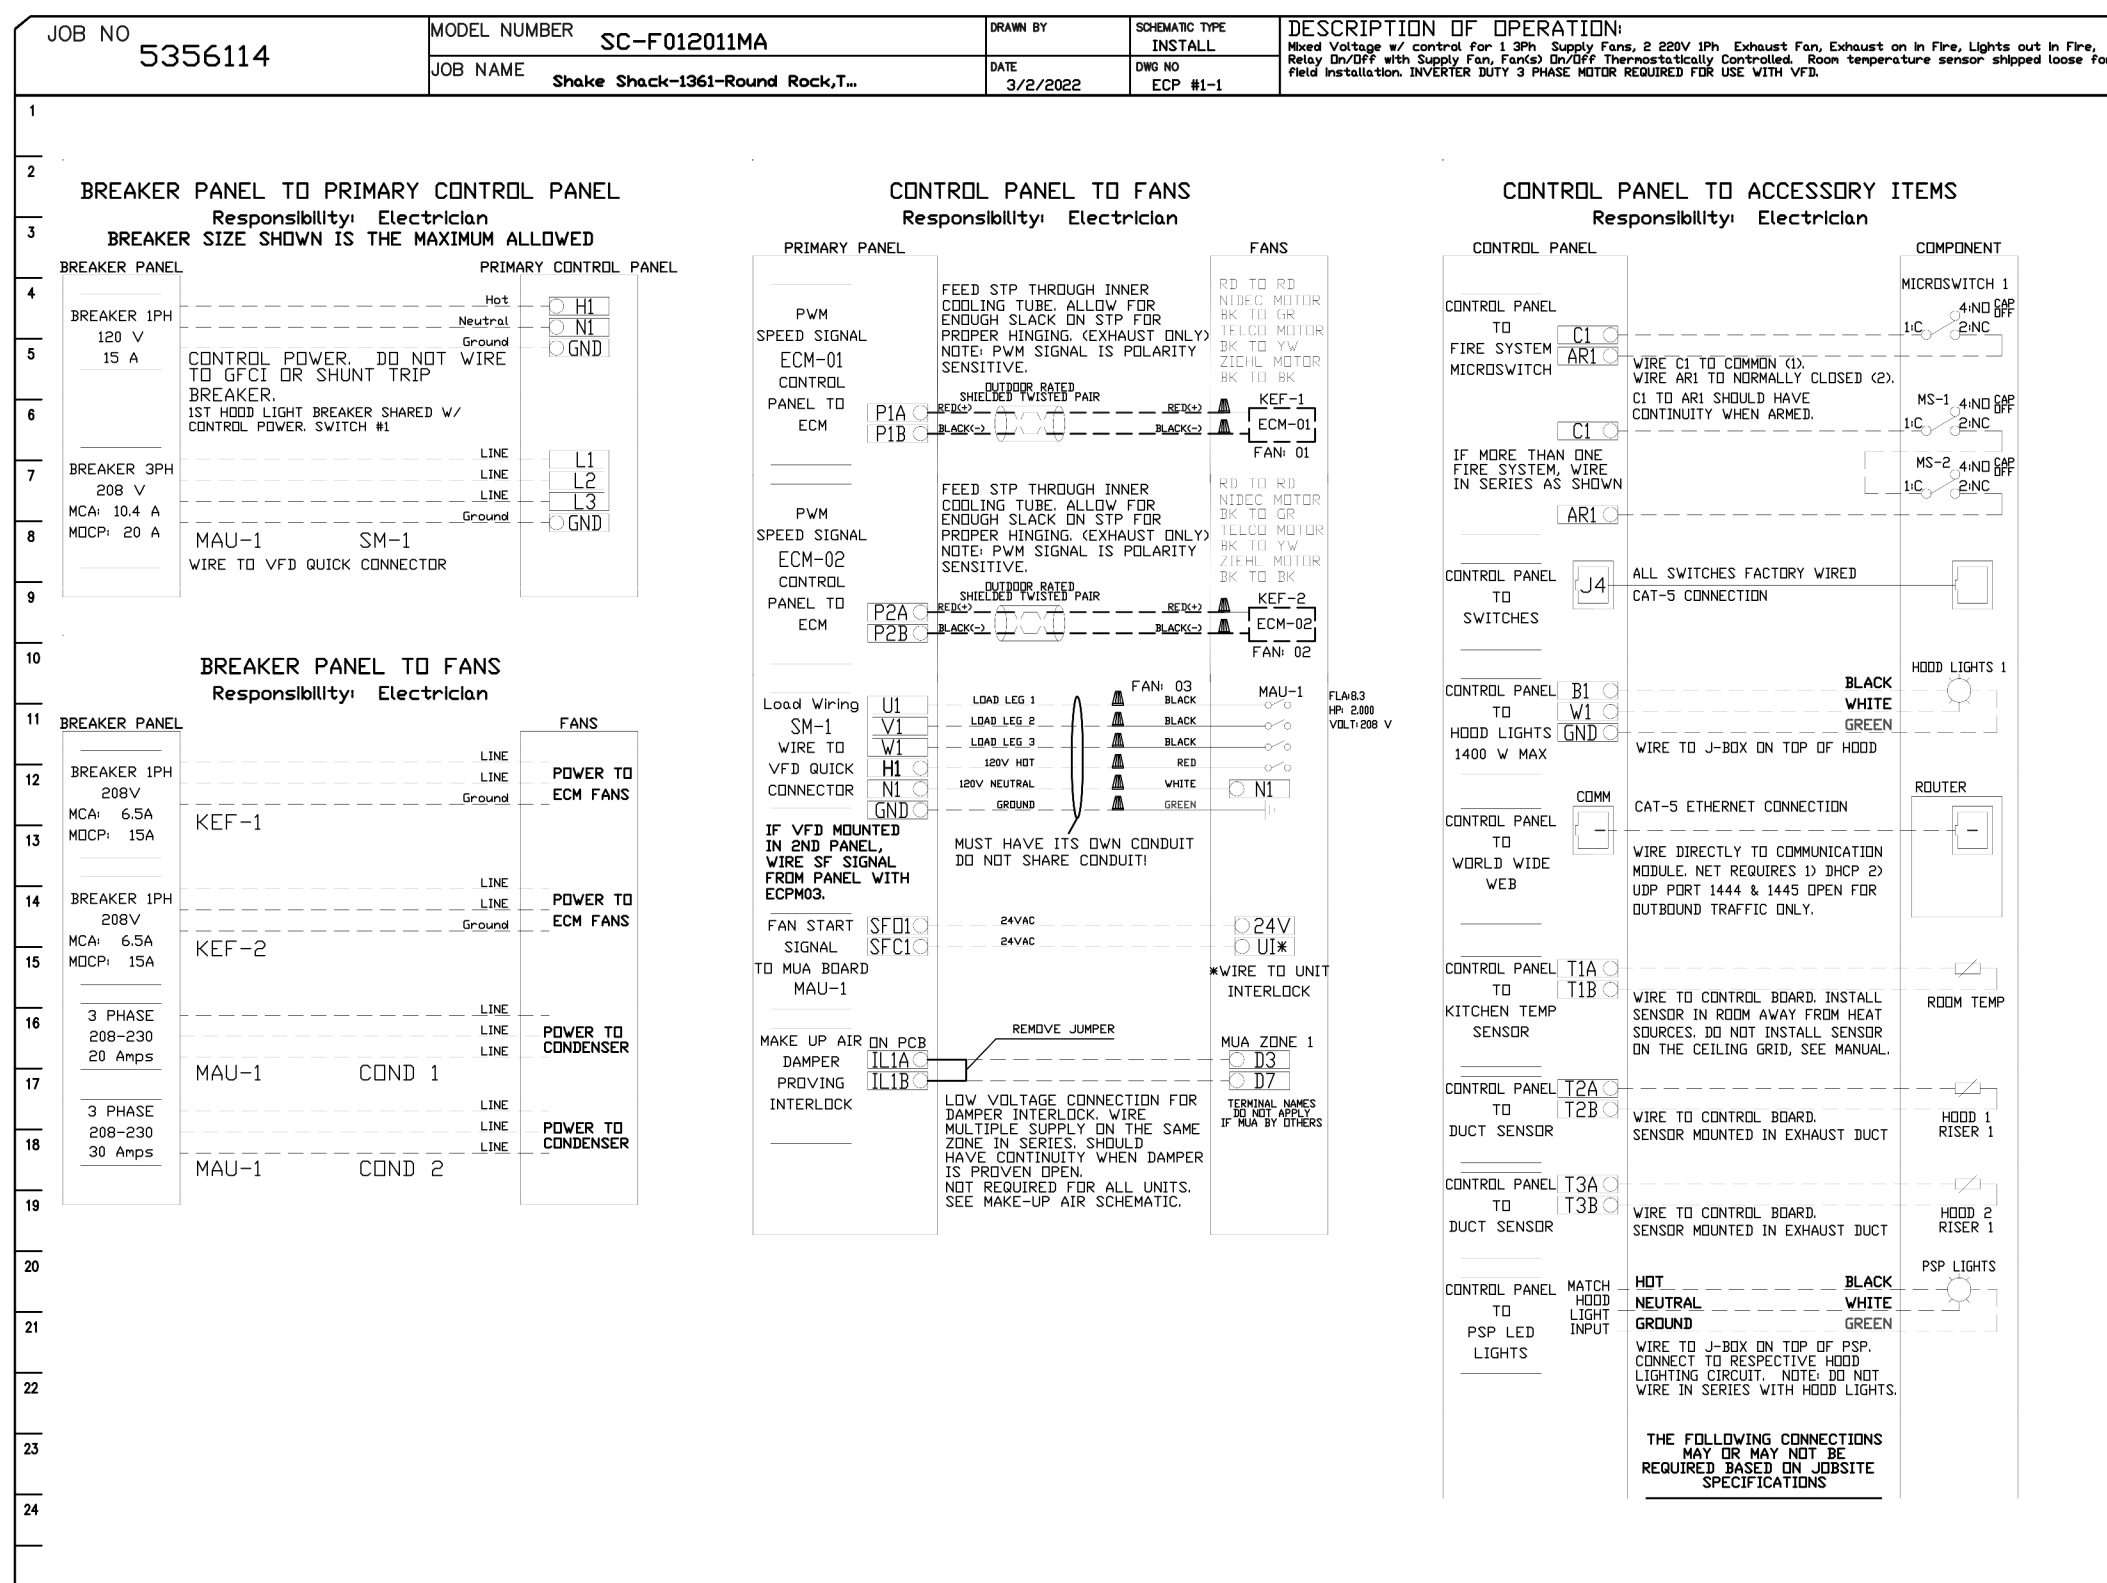 JOB NO
5356114
MODEL NUMBER
SC-F012011MA
JOB NAME
Shake Shack-1361-Round Rock,T...
DRAWN BY
DATE
3/2/2022
SCHEMATIC TYPE
INSTALL
DWG NO
ECP #1-1
DESCRIPTION OF OPERATION:
Mixed Voltage w/ control for 1 3Ph Supply Fans, 2 220V 1Ph Exhaust Fan, Exhaust on in Fire, Lights out in Fire,
Relay On/Off with Supply Fan, Fan(s) On/Off Thermostatically Controlled. Room temperature sensor shipped loose fo
field installation. INVERTER DUTY 3 PHASE MOTOR REQUIRED FOR USE WITH VFD.
1
2
3
4
5
6
7
8
9
10
11
12
13
14
15
16
17
18
19
20
21
22
23
24
BREAKER PANEL TO PRIMARY CONTROL PANEL
Responsibility: Electrician
BREAKER SIZE SHOWN IS THE MAXIMUM ALLOWED
BREAKER PANEL
PRIMARY CONTROL PANEL
BREAKER 1PH
120 V
15 A
Hot
H1
Neutral
N1
Ground
GND
CONTROL POWER. DO NOT WIRE
TO GFCI OR SHUNT TRIP
BREAKER.
1ST HOOD LIGHT BREAKER SHARED W/
CONTROL POWER. SWITCH #1
BREAKER 3PH
208 V
MCA: 10.4 A
MOCP: 20 A
LINE
L1
LINE
L2
LINE
L3
Ground
GND
MAU-1 SM-1
WIRE TO VFD QUICK CONNECTOR
BREAKER PANEL TO FANS
Responsibility: Electrician
BREAKER PANEL
FANS
BREAKER 1PH
208V
MCA: 6.5A
MOCP: 15A
LINE
LINE
Ground
POWER TO
ECM FANS
KEF-1
BREAKER 1PH
208V
MCA: 6.5A
MOCP: 15A
LINE
LINE
Ground
POWER TO
ECM FANS
KEF-2
3 PHASE
208-230
20 Amps
LINE
LINE
LINE
POWER TO
CONDENSER
MAU-1 COND 1
3 PHASE
208-230
30 Amps
LINE
LINE
LINE
POWER TO
CONDENSER
MAU-1 COND 2
CONTROL PANEL TO FANS
Responsibility: Electrician
PRIMARY PANEL
FANS
PWM
SPEED SIGNAL
ECM-01
CONTROL
PANEL TO
ECM
FEED STP THROUGH INNER
COOLING TUBE. ALLOW FOR
ENOUGH SLACK ON STP FOR
PROPER HINGING. (EXHAUST ONLY)
NOTE: PWM SIGNAL IS POLARITY
SENSITIVE.
OUTDOOR RATED
SHIELDED TWISTED PAIR
RD TO RD
NIDEC MOTOR
BK TO GR
TELCO MOTOR
BK TO YW
ZIEHL MOTOR
BK TO BK
P1A
RED(+)
RED(+)
P1B
BLACK(-)
BLACK(-)
KEF-1
ECM-01
FAN: 01
PWM
SPEED SIGNAL
ECM-02
CONTROL
PANEL TO
ECM
FEED STP THROUGH INNER
COOLING TUBE. ALLOW FOR
ENOUGH SLACK ON STP FOR
PROPER HINGING. (EXHAUST ONLY)
NOTE: PWM SIGNAL IS POLARITY
SENSITIVE.
OUTDOOR RATED
SHIELDED TWISTED PAIR
RD TO RD
NIDEC MOTOR
BK TO GR
TELCO MOTOR
BK TO YW
ZIEHL MOTOR
BK TO BK
P2A
RED(+)
RED(+)
P2B
BLACK(-)
BLACK(-)
KEF-2
ECM-02
FAN: 02
Load Wiring
SM-1
WIRE TO
VFD QUICK
CONNECTOR
FAN: 03
MAU-1
FLA:8.3
HP: 2.000
VOLT:208 V
U1
LOAD LEG 1
BLACK
V1
LOAD LEG 2
BLACK
W1
LOAD LEG 3
BLACK
H1
120V HOT
RED
N1
120V NEUTRAL
WHITE
N1
GND
GROUND
GREEN
IF VFD MOUNTED
IN 2ND PANEL,
WIRE SF SIGNAL
FROM PANEL WITH
ECPM03.
MUST HAVE ITS OWN CONDUIT
DO NOT SHARE CONDUIT!
FAN START
SIGNAL
TO MUA BOARD
MAU-1
SFO1
24VAC
24V
SFC1
24VAC
UI*
*WIRE TO UNIT
INTERLOCK
MAKE UP AIR
DAMPER
PROVING
INTERLOCK
ON PCB
IL1A
IL1B
REMOVE JUMPER
MUA ZONE 1
D3
D7
TERMINAL NAMES
DO NOT APPLY
IF MUA BY OTHERS
LOW VOLTAGE CONNECTION FOR
DAMPER INTERLOCK. WIRE
MULTIPLE SUPPLY ON THE SAME
ZONE IN SERIES. SHOULD
HAVE CONTINUITY WHEN DAMPER
IS PROVEN OPEN.
NOT REQUIRED FOR ALL UNITS.
SEE MAKE-UP AIR SCHEMATIC.
CONTROL PANEL TO ACCESSORY ITEMS
Responsibility: Electrician
CONTROL PANEL
COMPONENT
CONTROL PANEL
TO
FIRE SYSTEM
MICROSWITCH
C1
AR1
MICROSWITCH 1
4:NO CAP OFF
1:C
2:NC
WIRE C1 TO COMMON (1).
WIRE AR1 TO NORMALLY CLOSED (2).
C1 TO AR1 SHOULD HAVE
CONTINUITY WHEN ARMED.
C1
MS-1
4:NO CAP OFF
1:C
2:NC
IF MORE THAN ONE
FIRE SYSTEM, WIRE
IN SERIES AS SHOWN
MS-2
4:NO CAP OFF
1:C
2:NC
AR1
CONTROL PANEL
TO
SWITCHES
J4
ALL SWITCHES FACTORY WIRED
CAT-5 CONNECTION
CONTROL PANEL
TO
HOOD LIGHTS
1400 W MAX
B1
BLACK
W1
WHITE
GND
GREEN
HOOD LIGHTS 1
WIRE TO J-BOX ON TOP OF HOOD
CONTROL PANEL
TO
WORLD WIDE
WEB
COMM
CAT-5 ETHERNET CONNECTION
ROUTER
WIRE DIRECTLY TO COMMUNICATION
MODULE. NET REQUIRES 1) DHCP 2)
UDP PORT 1444 & 1445 OPEN FOR
OUTBOUND TRAFFIC ONLY.
CONTROL PANEL
TO
KITCHEN TEMP
SENSOR
T1A
T1B
ROOM TEMP
WIRE TO CONTROL BOARD. INSTALL
SENSOR IN ROOM AWAY FROM HEAT
SOURCES. DO NOT INSTALL SENSOR
ON THE CEILING GRID, SEE MANUAL.
CONTROL PANEL
TO
DUCT SENSOR
T2A
T2B
WIRE TO CONTROL BOARD.
SENSOR MOUNTED IN EXHAUST DUCT
HOOD 1
RISER 1
CONTROL PANEL
TO
DUCT SENSOR
T3A
T3B
WIRE TO CONTROL BOARD.
SENSOR MOUNTED IN EXHAUST DUCT
HOOD 2
RISER 1
CONTROL PANEL
TO
PSP LED
LIGHTS
MATCH
HOOD
LIGHT
INPUT
HOT
BLACK
NEUTRAL
WHITE
GROUND
GREEN
PSP LIGHTS
WIRE TO J-BOX ON TOP OF PSP.
CONNECT TO RESPECTIVE HOOD
LIGHTING CIRCUIT. NOTE: DO NOT
WIRE IN SERIES WITH HOOD LIGHTS.
THE FOLLOWING CONNECTIONS
MAY OR MAY NOT BE
REQUIRED BASED ON JOBSITE
SPECIFICATIONS